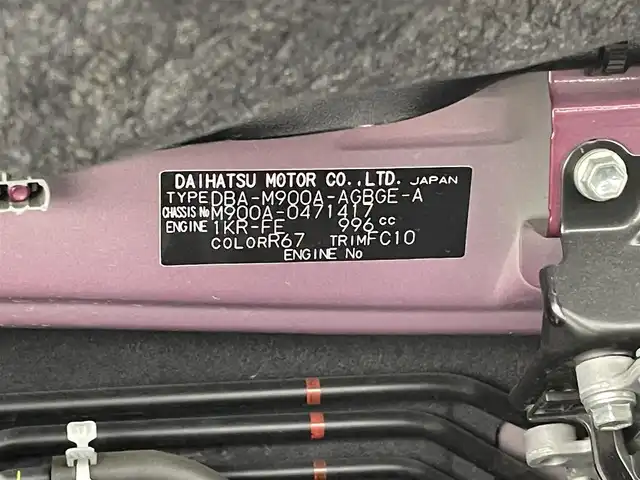 DAIHATSU MOTOR CO.,LTD. JAPAN
TYPE DBA-M900A-AGBGE-A
CHASSIS No M900A-0471417
ENGINE 1KR-FE 996 cc
COLOR R67 TRIM FC10
ENGINE No